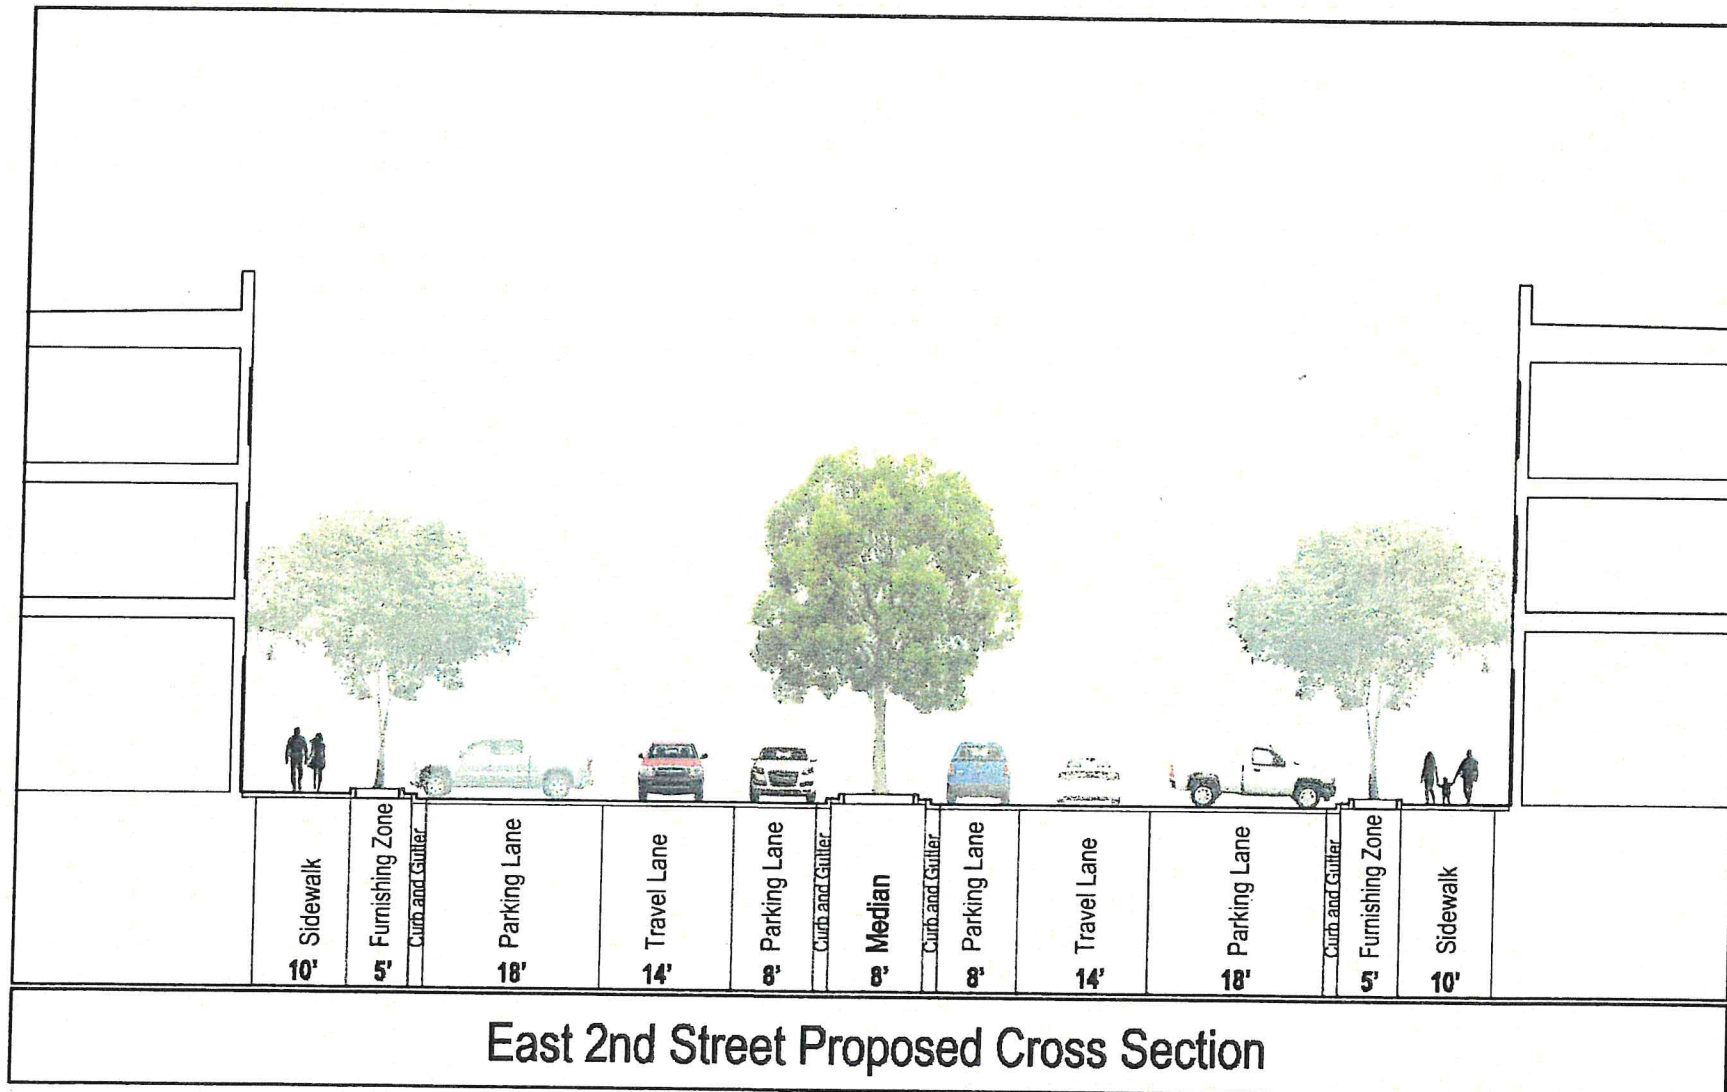 Sidewalk
10'
Furnishing Zone
5'
Curb and Gutter
Parking Lane
18'
Travel Lane
14'
Parking Lane
8'
Curb and Gutter
Median
8'
Curb and Gutter
Parking Lane
8'
Travel Lane
14'
Parking Lane
18'
Curb and Gutter
Furnishing Zone
5'
Sidewalk
10'
East 2nd Street Proposed Cross Section